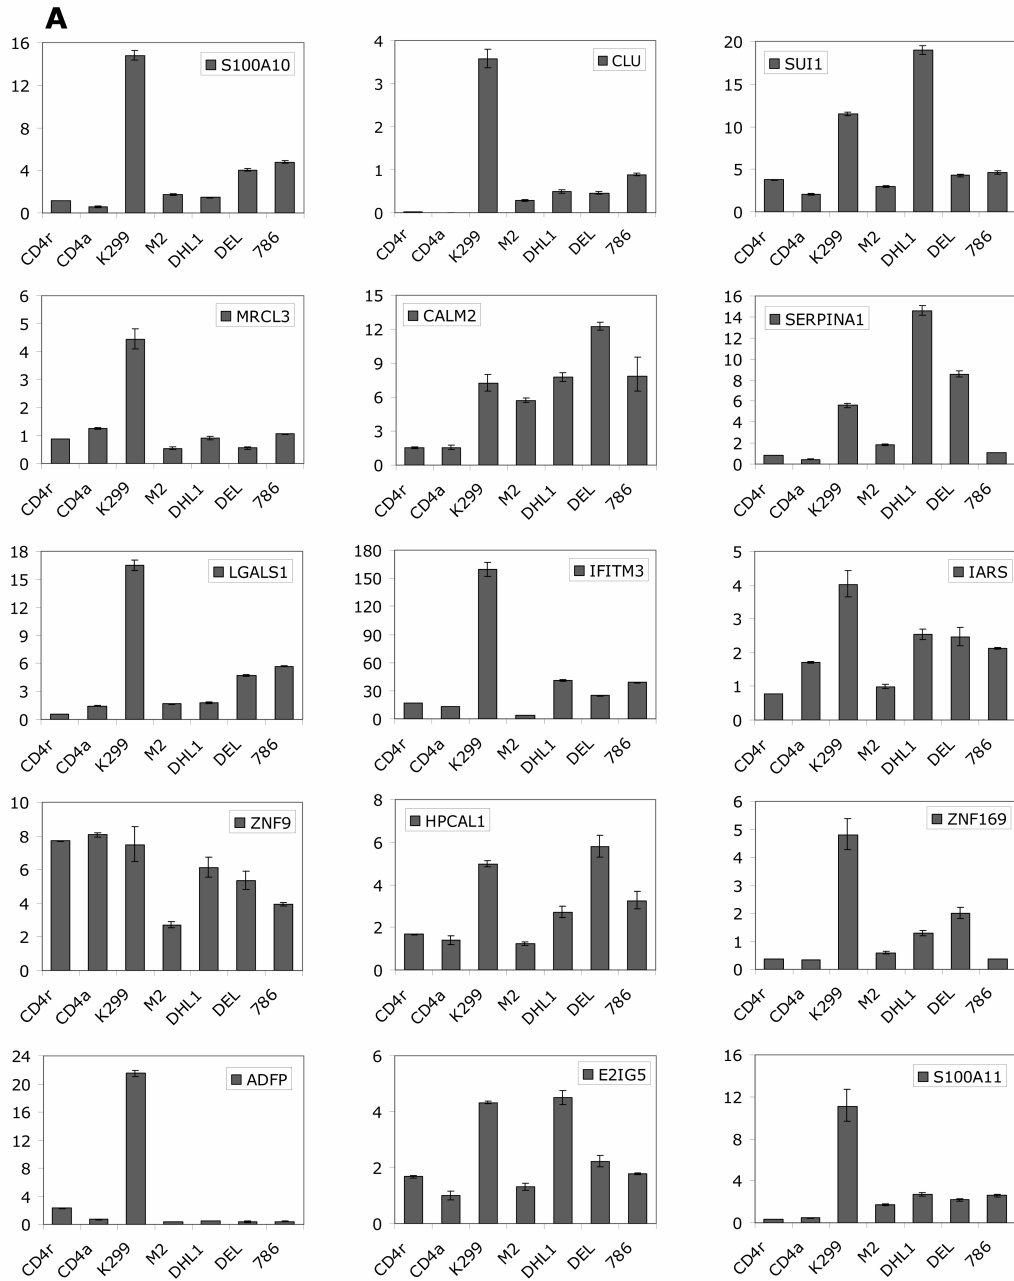 A
S100A10
16
12
8
4
0
CD4r CD4a K299 M2 DHL1 DEL 786
CLU
4
3
2
1
0
CD4r CD4a K299 M2 DHL1 DEL 786
SUI1
20
15
10
5
0
CD4r CD4a K299 M2 DHL1 DEL 786
MRCL3
6
5
4
3
2
1
0
CD4r CD4a K299 M2 DHL1 DEL 786
CALM2
15
12
9
6
3
0
CD4r CD4a K299 M2 DHL1 DEL 786
SERPINA1
16
14
12
10
8
6
4
2
0
CD4r CD4a K299 M2 DHL1 DEL 786
LGALS1
18
15
12
9
6
3
0
CD4r CD4a K299 M2 DHL1 DEL 786
IFITM3
180
150
120
90
60
30
0
CD4r CD4a K299 M2 DHL1 DEL 786
IARS
5
4
3
2
1
0
CD4r CD4a K299 M2 DHL1 DEL 786
ZNF9
10
8
6
4
2
0
CD4r CD4a K299 M2 DHL1 DEL 786
HPCAL1
8
6
4
2
0
CD4r CD4a K299 M2 DHL1 DEL 786
ZNF169
6
5
4
3
2
1
0
CD4r CD4a K299 M2 DHL1 DEL 786
ADFP
24
20
16
12
8
4
0
CD4r CD4a K299 M2 DHL1 DEL 786
E2IG5
6
4
2
0
CD4r CD4a K299 M2 DHL1 DEL 786
S100A11
16
12
8
4
0
CD4r CD4a K299 M2 DHL1 DEL 786